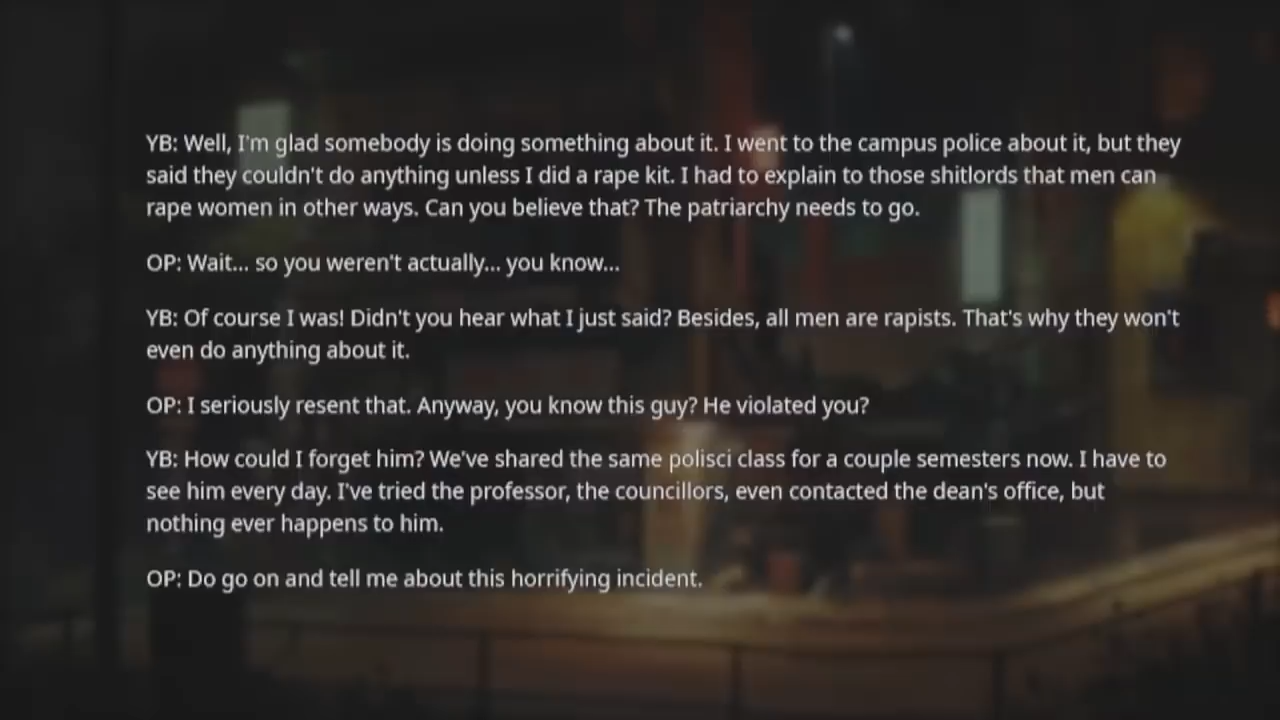 YB: Well, I'm glad somebody is doing something about it. I went to the campus police about it, but they
said they couldn't do anything unless I did a rape kit. I had to explain to those shitlords that men can
rape women in other ways. Can you believe that? The patriarchy needs to go.
OP: Wait... so you weren't actually... you know...
YB: Of course I was! Didn't you hear what I just said? Besides, all men are rapists. That's why they won't
even do anything about it.
OP: I seriously resent that. Anyway, you know this guy? He violated you?
YB: How could I forget him? We've shared the same polisci class for a couple semesters now. I have to
see him every day. I've tried the professor, the councillors, even contacted the dean's office, but
nothing ever happens to him.
OP: Do go on and tell me about this horrifying incident.